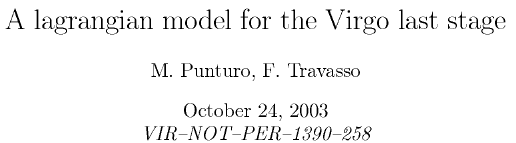 A lagrangian model for the Virgo last stage
M. Punturo, F. Travasso
October 24, 2003
VIR–NOT–PER–1390–258